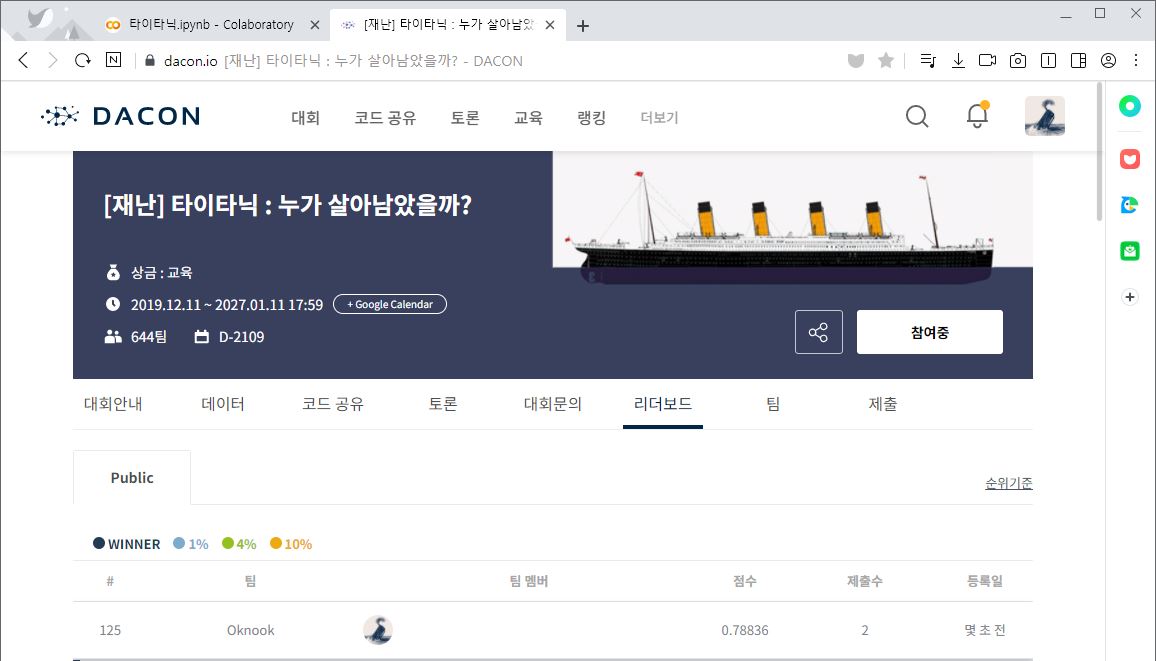 타이타닉.ipynb - Colaboratory
[재난] 타이타닉 : 누가 살아남았
N
dacon.io [재난] 타이타닉 : 누가 살아남았을까? - DACON
DACON 대회 코드 공유 토론 교육 랭킹 더보기
[재난] 타이타닉 : 누가 살아남았을까?
상금 : 교육
2019.12.11 ~ 2027.01.11 17:59 + Google Calendar
644팀 D-2109
참여중
대회안내 데이터 코드 공유 토론 대회문의 리더보드 팀 제출
Public
순위기준
WINNER 1% 4% 10%
# 팀 팀 멤버 점수 제출수 등록일
125 Oknook 0.78836 2 몇 초 전